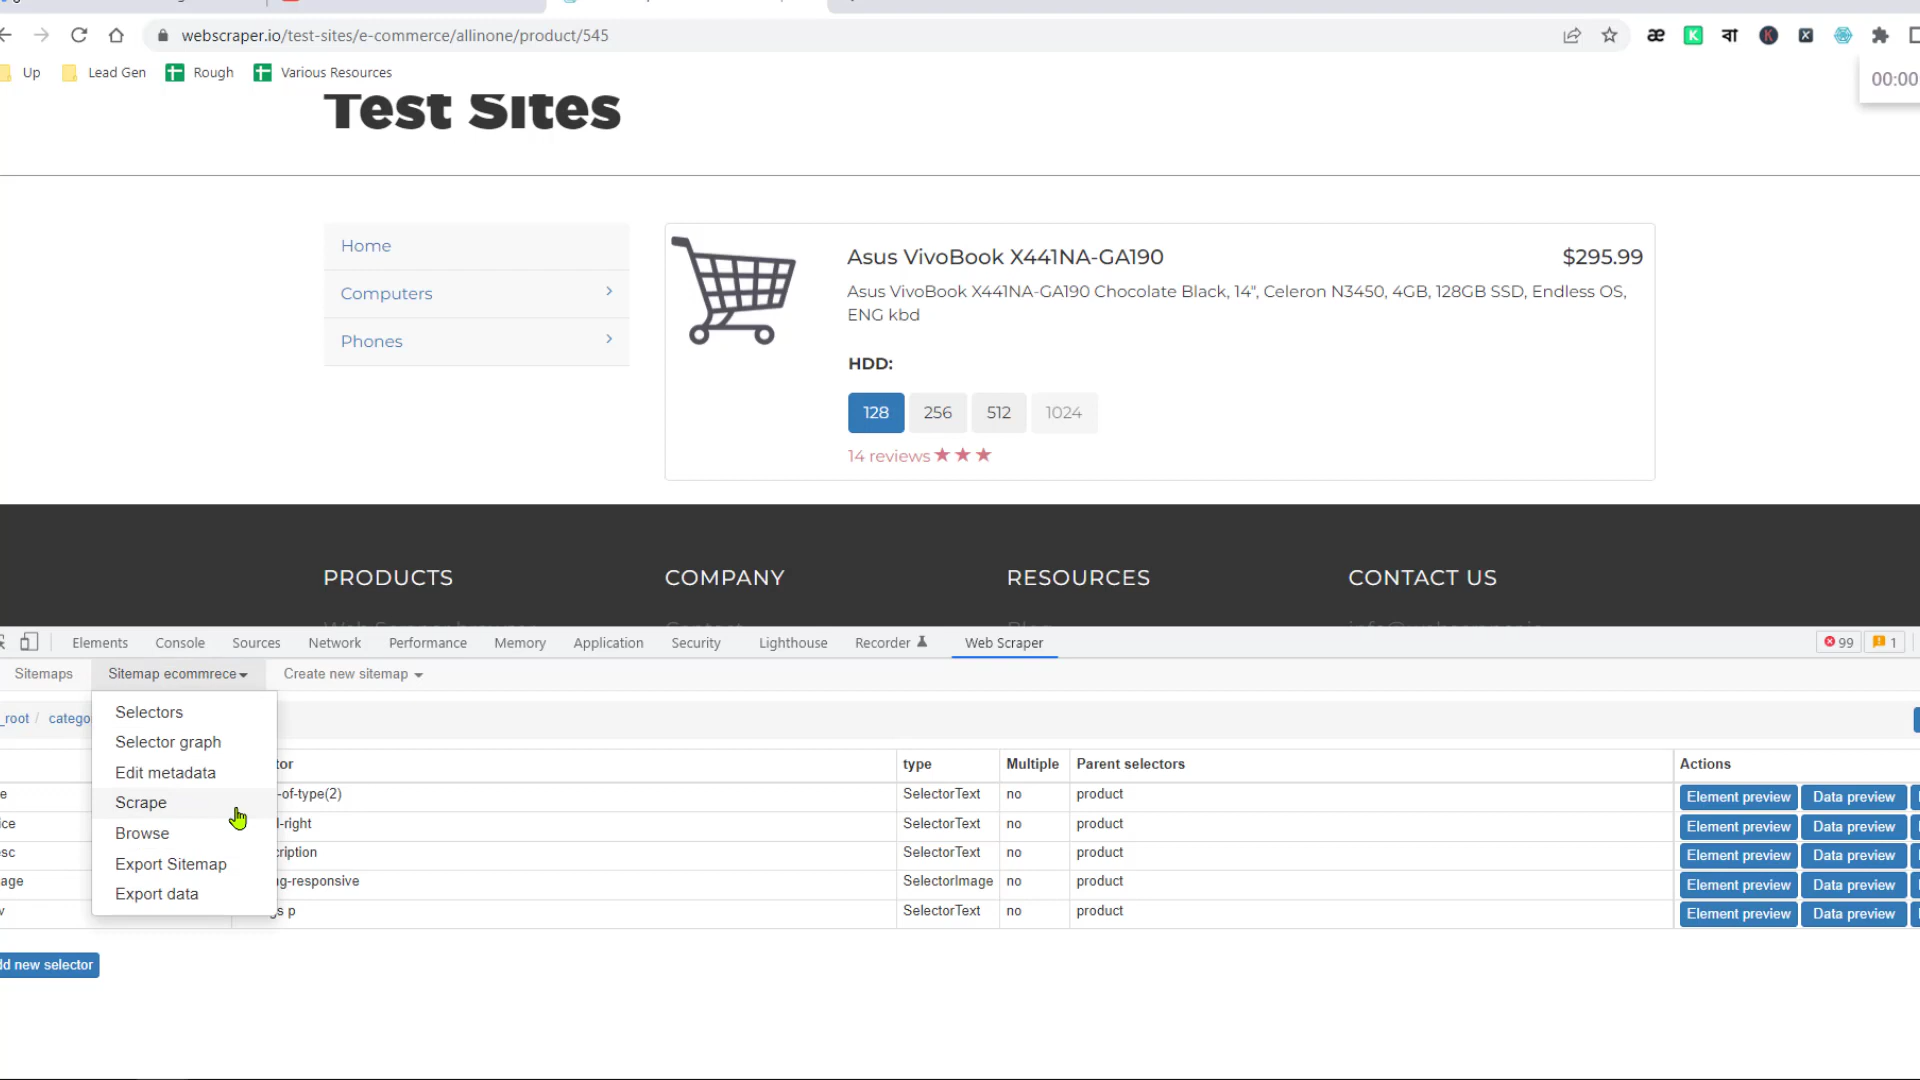 webscraper.io/test-sites/e-commerce/allinone/product/545
Up
Lead Gen
Rough
Various Resources
00:00
Test Sites
Home
Computers
Phones
Asus VivoBook X441NA-GA190
$295.99
Asus VivoBook X441NA-GA190 Chocolate Black, 14", Celeron N3450, 4GB, 128GB SSD, Endless OS,
ENG kbd
HDD:
128 256 512 1024
14 reviews
PRODUCTS
COMPANY
RESOURCES
CONTACT US
Elements Console Sources Network Performance Memory Application Security Lighthouse Recorder Web Scraper 99 1
Sitemaps Sitemap ecommrece Create new sitemap
_root / catego
Selectors
Selector graph
Edit metadata
Scrape
Browse
Export Sitemap
Export data
tor type Multiple Parent selectors Actions
e -of-type(2) SelectorText no product Element preview Data preview
ice l-right SelectorText no product Element preview Data preview
sc cription SelectorText no product Element preview Data preview
age g-responsive SelectorImage no product Element preview Data preview
s p SelectorText no product Element preview Data preview
dd new selector